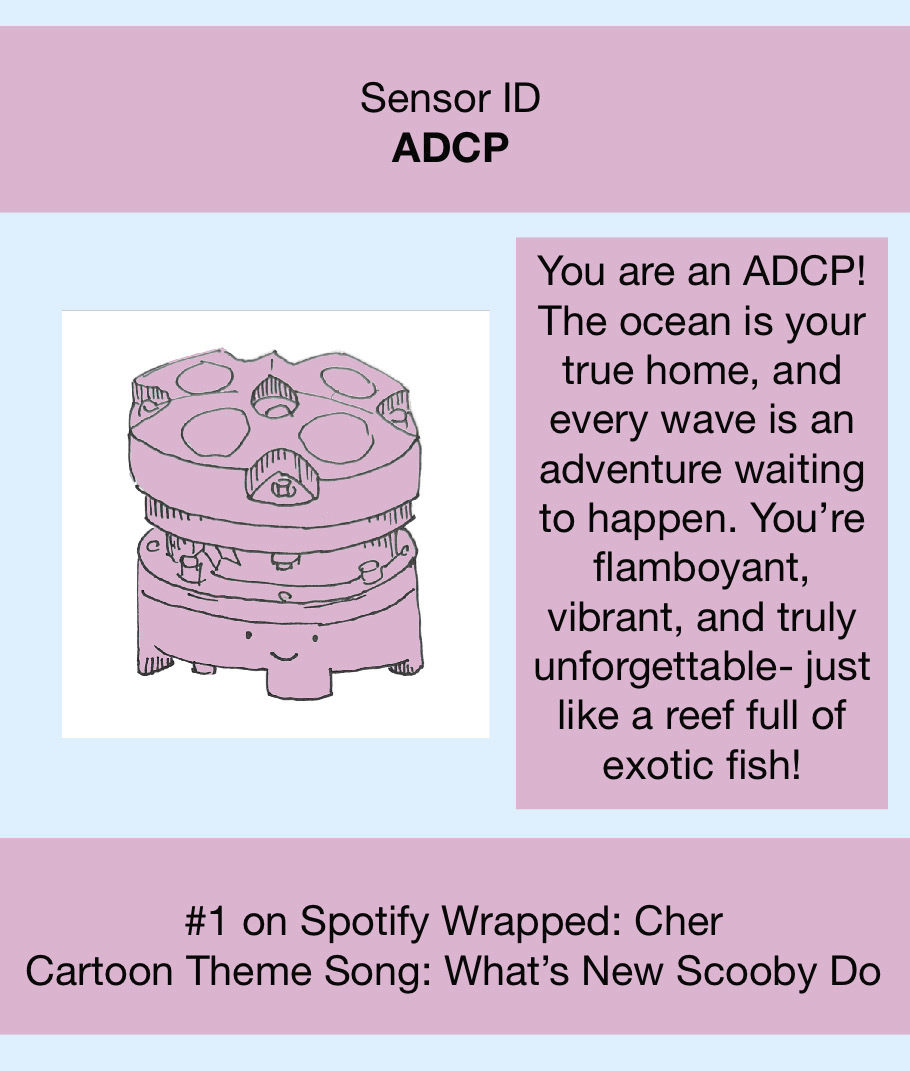 Sensor ID
ADCP
You are an ADCP!
The ocean is your
true home, and
every wave is an
adventure waiting
to happen. You’re
flamboyant,
vibrant, and truly
unforgettable- just
like a reef full of
exotic fish!
#1 on Spotify Wrapped: Cher
Cartoon Theme Song: What’s New Scooby Do